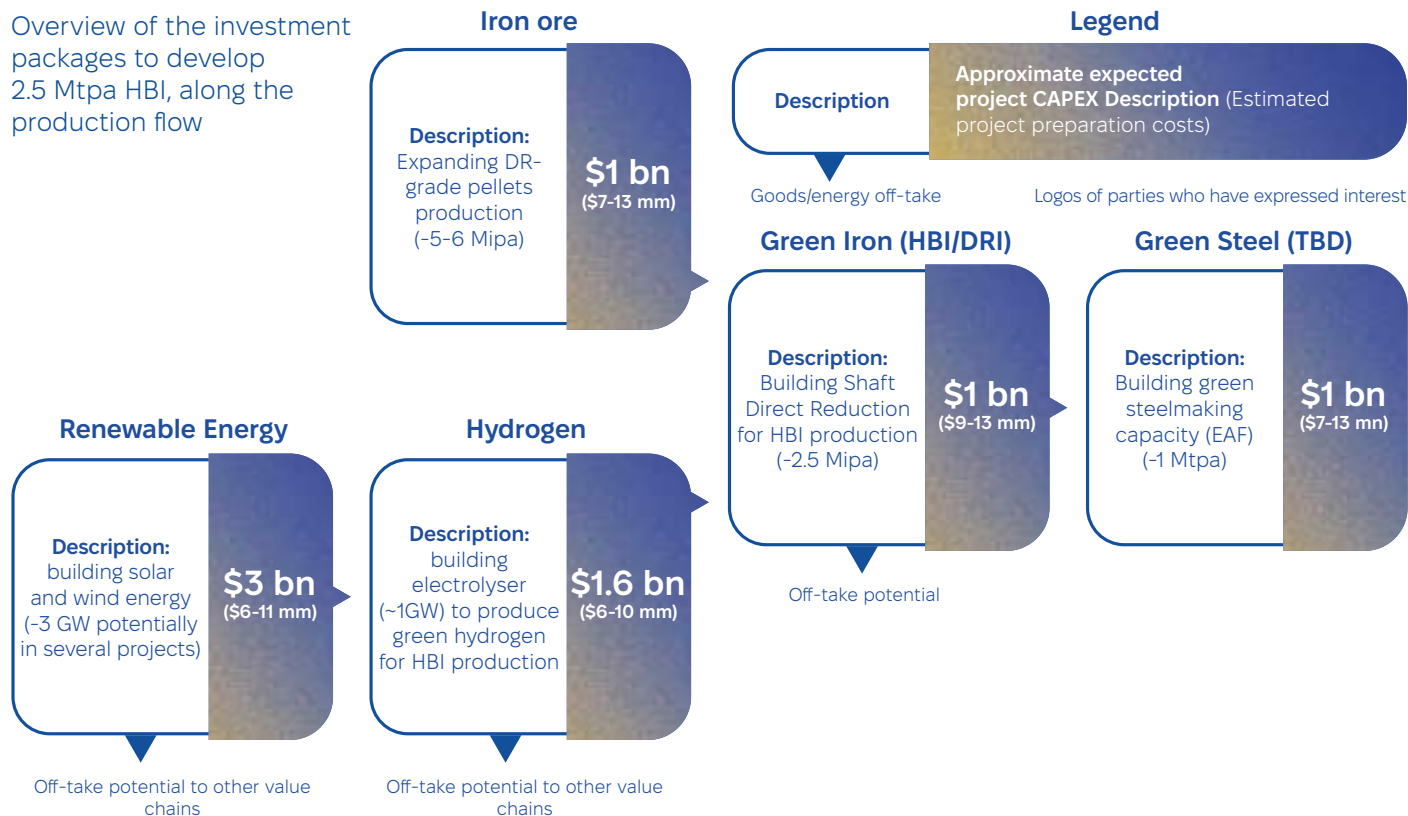 Overview of the investment
packages to develop
2.5 Mtpa HBI, along the
production flow
Iron ore
Description:
Expanding DR-
grade pellets
production
(-5-6 Mipa)
$1 bn
($7-13 mm)
Legend
Description
Approximate expected
project CAPEX Description (Estimated
project preparation costs)
Goods/energy off-take
Logos of parties who have expressed interest
Green Iron (HBI/DRI)
Description:
Building Shaft
Direct Reduction
for HBI production
(-2.5 Mipa)
$1 bn
($9-13 mm)
Off-take potential
Green Steel (TBD)
Description:
Building green
steelmaking
capacity (EAF)
(-1 Mtpa)
$1 bn
($7-13 mn)
Renewable Energy
Description:
building solar
and wind energy
(-3 GW potentially
in several projects)
$3 bn
($6-11 mm)
Off-take potential to other value
chains
Hydrogen
Description:
building
electrolyser
(~1GW) to produce
green hydrogen
for HBI production
$1.6 bn
($6-10 mm)
Off-take potential to other value
chains